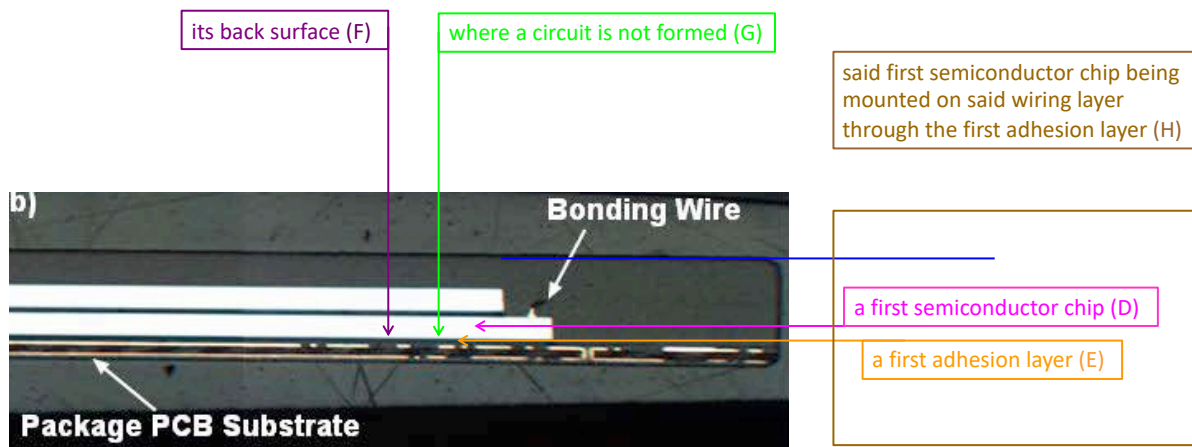 its back surface (F)
where a circuit is not formed (G)
said first semiconductor chip being
mounted on said wiring layer
through the first adhesion layer (H)
b)
Bonding Wire
a first semiconductor chip (D)
a first adhesion layer (E)
Package PCB Substrate